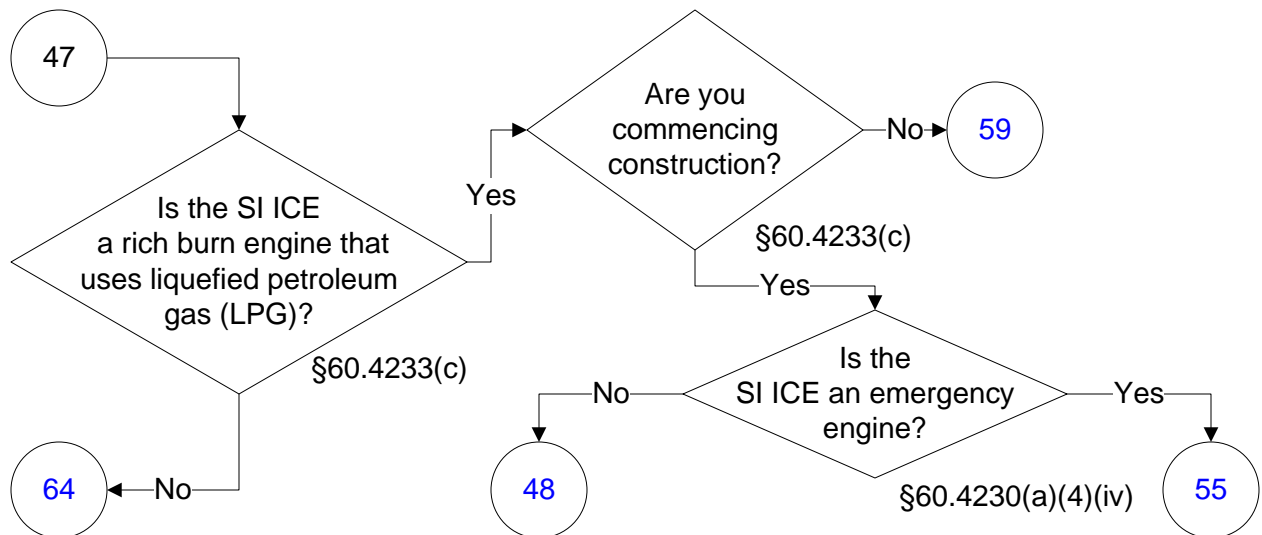 47
Is the SI ICE
a rich burn engine that
uses liquefied petroleum
gas (LPG)?
§60.4233(c)
No
64
Yes
Are you
commencing
construction?
§60.4233(c)
No
59
Yes
Is the
SI ICE an emergency
engine?
§60.4230(a)(4)(iv)
No
48
Yes
55